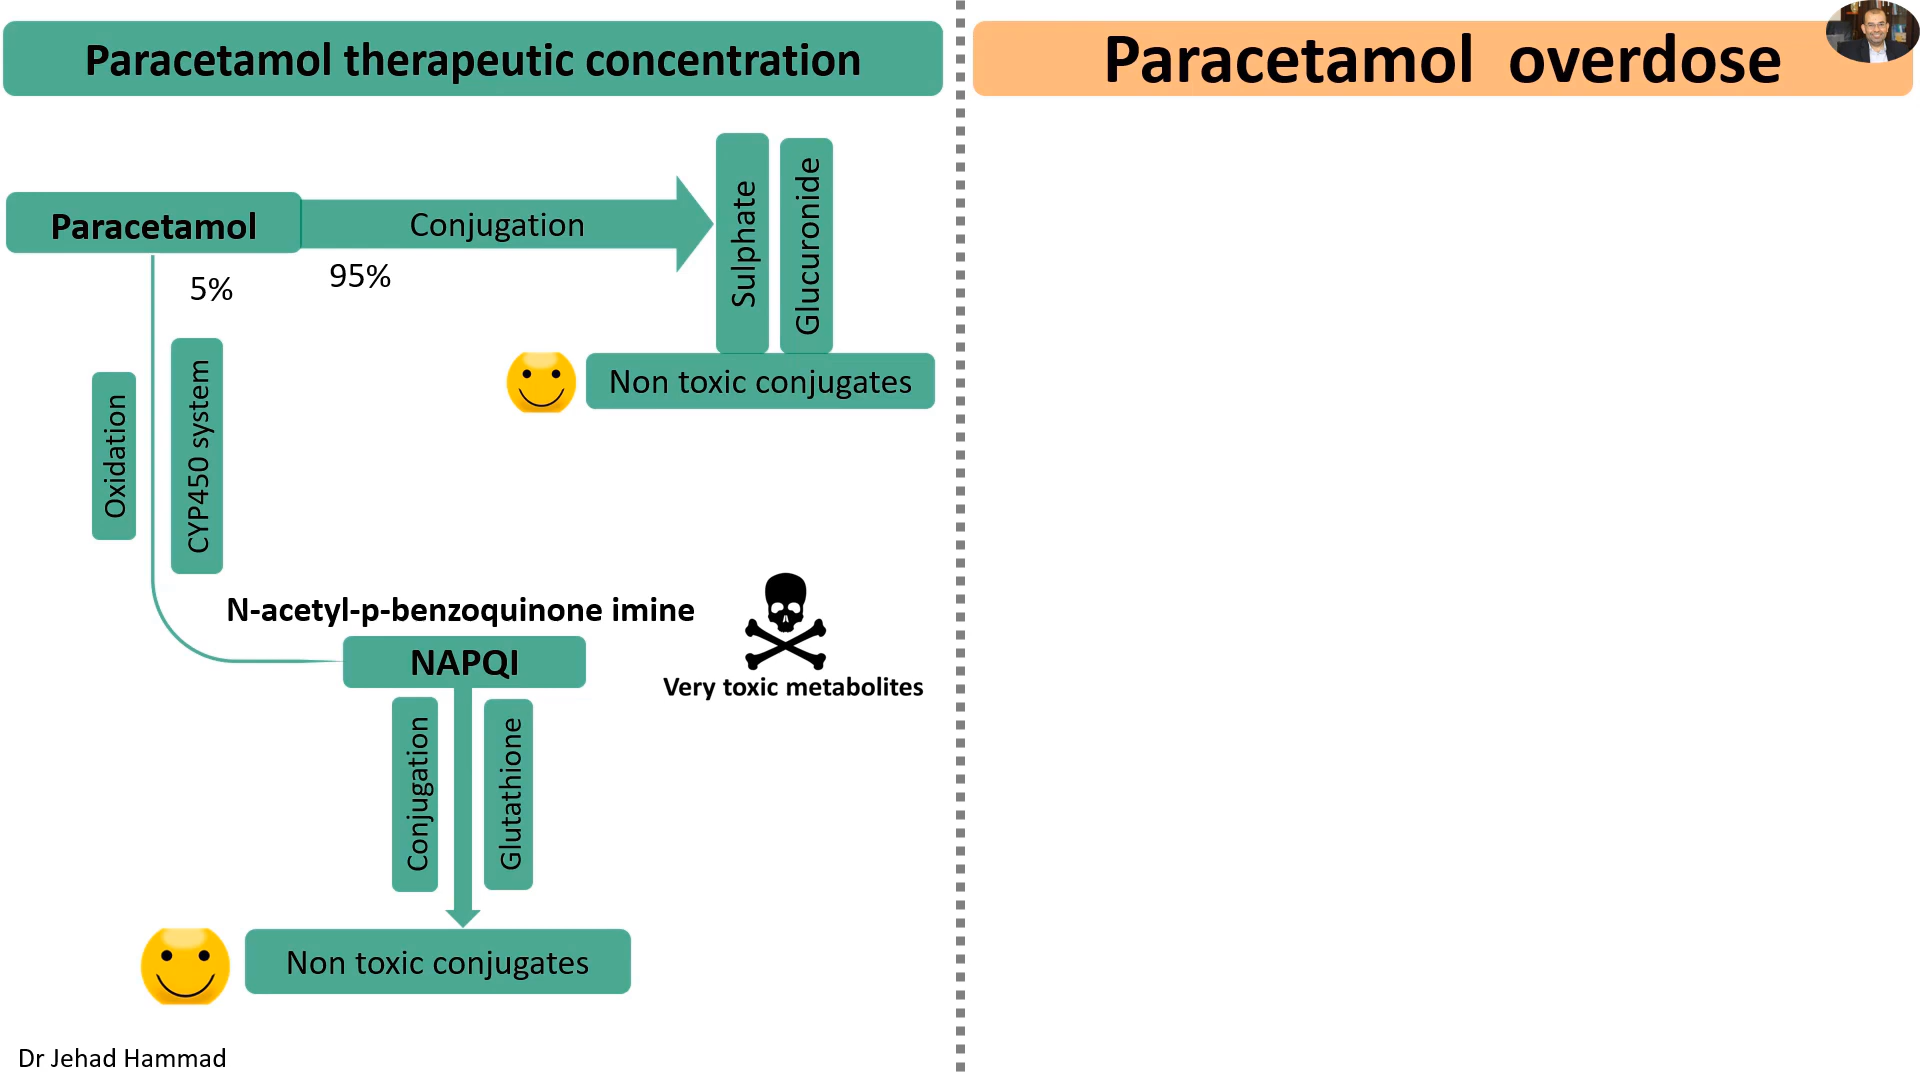 Paracetamol therapeutic concentration
Paracetamol overdose
Paracetamol
Conjugation
Sulphate
Glucuronide
5%
95%
Non toxic conjugates
Oxidation
CYP450 system
N-acetyl-p-benzoquinone imine
NAPQI
Very toxic metabolites
Conjugation
Glutathione
Non toxic conjugates
Dr Jehad Hammad